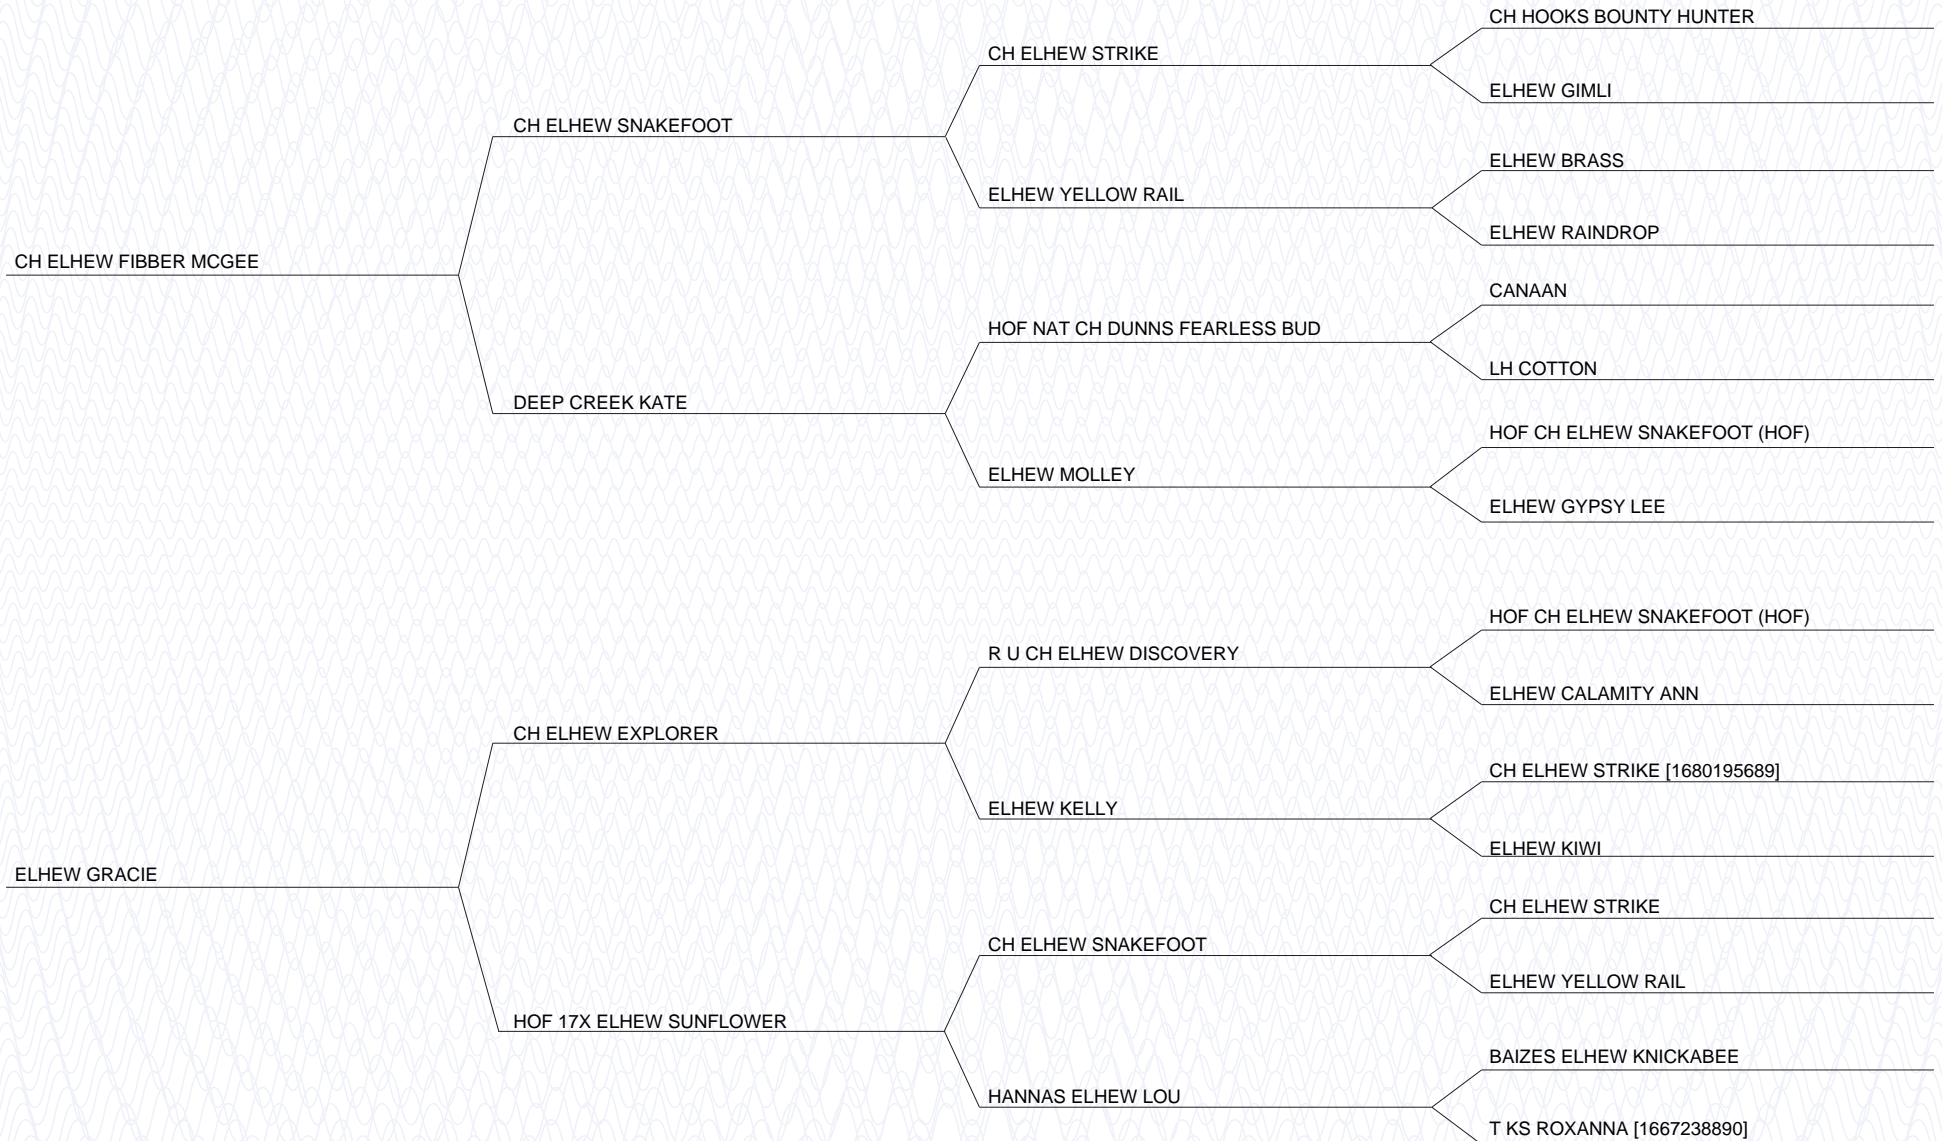 CH HOOKS BOUNTY HUNTER
CH ELHEW STRIKE
ELHEW GIMLI
CH ELHEW SNAKEFOOT
ELHEW BRASS
ELHEW YELLOW RAIL
ELHEW RAINDROP
CH ELHEW FIBBER MCGEE
CANAAN
HOF NAT CH DUNNS FEARLESS BUD
LH COTTON
DEEP CREEK KATE
HOF CH ELHEW SNAKEFOOT (HOF)
ELHEW MOLLEY
ELHEW GYPSY LEE
HOF CH ELHEW SNAKEFOOT (HOF)
R U CH ELHEW DISCOVERY
ELHEW CALAMITY ANN
CH ELHEW EXPLORER
CH ELHEW STRIKE [1680195689]
ELHEW KELLY
ELHEW KIWI
ELHEW GRACIE
CH ELHEW STRIKE
CH ELHEW SNAKEFOOT
ELHEW YELLOW RAIL
HOF 17X ELHEW SUNFLOWER
BAIZES ELHEW KNICKABEE
HANNAS ELHEW LOU
T KS ROXANNA [1667238890]